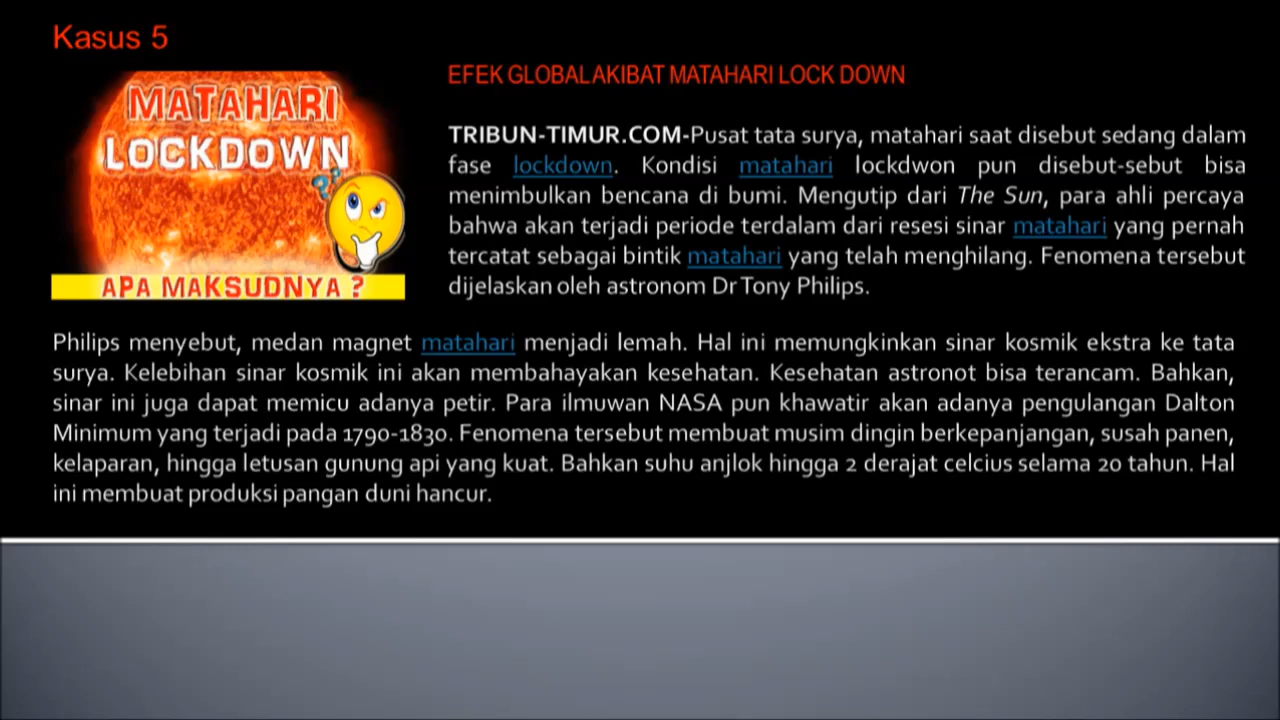 Kasus 5
MATAHARI
LOCKDOWN
??
APA MAKSUDNYA ?
EFEK GLOBAL AKIBAT MATAHARI LOCK DOWN
TRIBUN-TIMUR.COM-Pusat tata surya, matahari saat disebut sedang dalam
fase lockdown. Kondisi matahari lockdwon pun disebut-sebut bisa
menimbulkan bencana di bumi. Mengutip dari The Sun, para ahli percaya
bahwa akan terjadi periode terdalam dari resesi sinar matahari yang pernah
tercatat sebagai bintik matahari yang telah menghilang. Fenomena tersebut
dijelaskan oleh astronom Dr Tony Philips.
Philips menyebut, medan magnet matahari menjadi lemah. Hal ini memungkinkan sinar kosmik ekstra ke tata
surya. Kelebihan sinar kosmik ini akan membahayakan kesehatan. Kesehatan astronot bisa terancam. Bahkan,
sinar ini juga dapat memicu adanya petir. Para ilmuwan NASA pun khawatir akan adanya pengulangan Dalton
Minimum yang terjadi pada 1790-1830. Fenomena tersebut membuat musim dingin berkepanjangan, susah panen,
kelaparan, hingga letusan gunung api yang kuat. Bahkan suhu anjlok hingga 2 derajat celcius selama 20 tahun. Hal
ini membuat produksi pangan duni hancur.